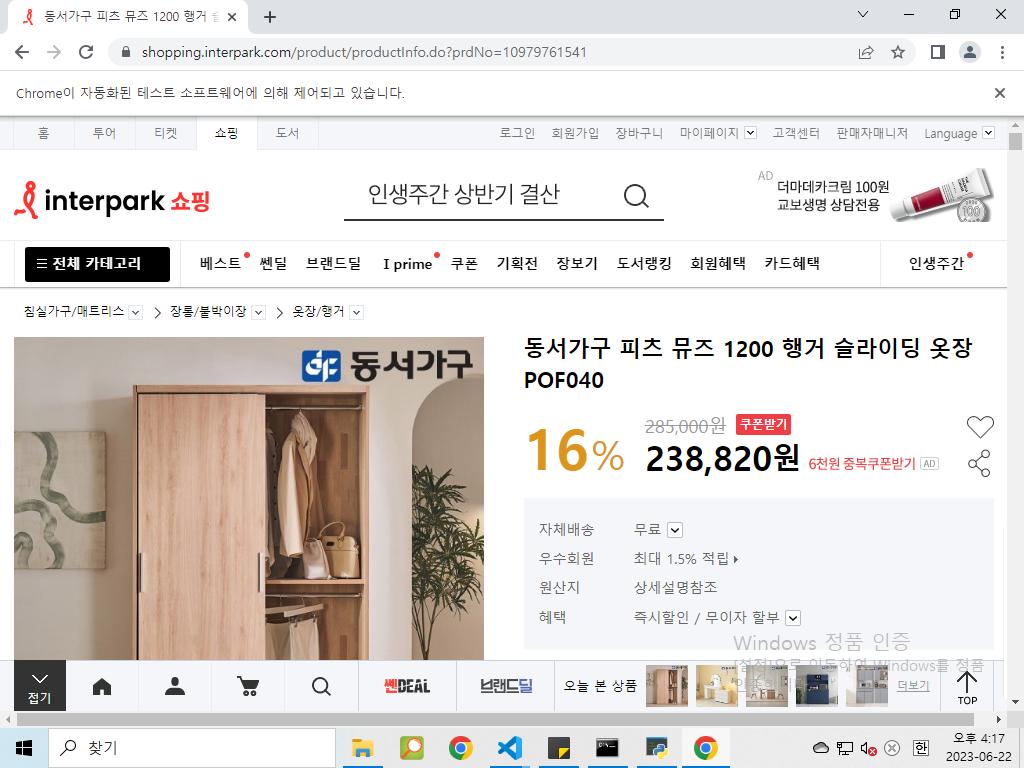 동서가구 피츠 뮤즈 1200 행거 슬
shopping.interpark.com/product/productInfo.do?prdNo=10979761541
Chrome이 자동화된 테스트 소프트웨어에 의해 제어되고 있습니다.
홈 투어 티켓 쇼핑 도서 로그인 회원가입 장바구니 마이페이지 고객센터 판매자매니저 Language
interpark 쇼핑
인생주간 상반기 결산
AD 더마데카크림 100원
교보생명 상담전용
100
전체 카테고리 베스트 쎈딜 브랜드딜 I prime 쿠폰 기획전 장보기 도서랭킹 회원혜택 카드혜택 인생주간
침실가구/매트리스 장롱/붙박이장 옷장/행거
동서가구
동서가구 피츠 뮤즈 1200 행거 슬라이딩 옷장
POF040
16%
285,000원 쿠폰받기
238,820원 6천원 중복쿠폰받기 AD
자체배송 무료
우수회원 최대 1.5% 적립
원산지 상세설명참조
혜택 즉시할인 / 무이자 할부
Windows 정품 인증
[설정]으로 이동하여 Windows를 정품
접기
쎈DEAL
브랜드딜
오늘 본 상품
더보기
TOP
찾기
한
오후 4:17
2023-06-22